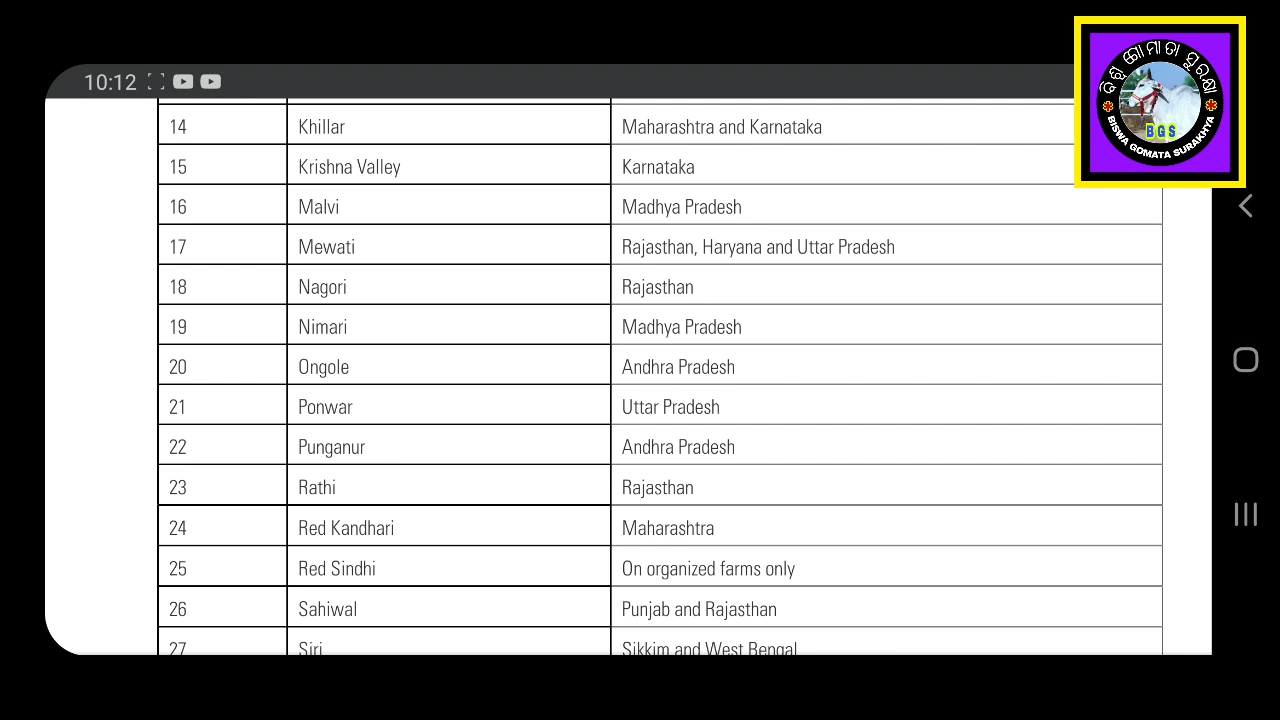 10:12
14 Khillar Maharashtra and Karnataka
15 Krishna Valley Karnataka
16 Malvi Madhya Pradesh
17 Mewati Rajasthan, Haryana and Uttar Pradesh
18 Nagori Rajasthan
19 Nimari Madhya Pradesh
20 Ongole Andhra Pradesh
21 Ponwar Uttar Pradesh
22 Punganur Andhra Pradesh
23 Rathi Rajasthan
24 Red Kandhari Maharashtra
25 Red Sindhi On organized farms only
26 Sahiwal Punjab and Rajasthan
27 Siri Sikkim and West Bengal
ବିଶ୍ୱ ଗୋମାତା ସୁରକ୍ଷା
BGS
BISWA GOMATA SURAKHYA